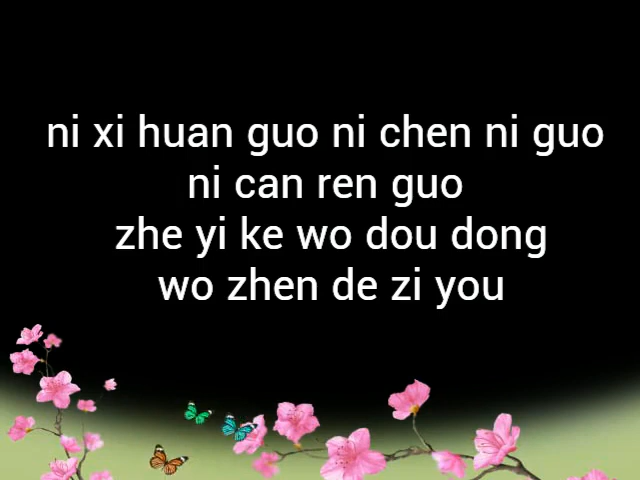 ni xi huan guo ni chen ni guo
ni can ren guo
zhe yi ke wo dou dong
wo zhen de zi you